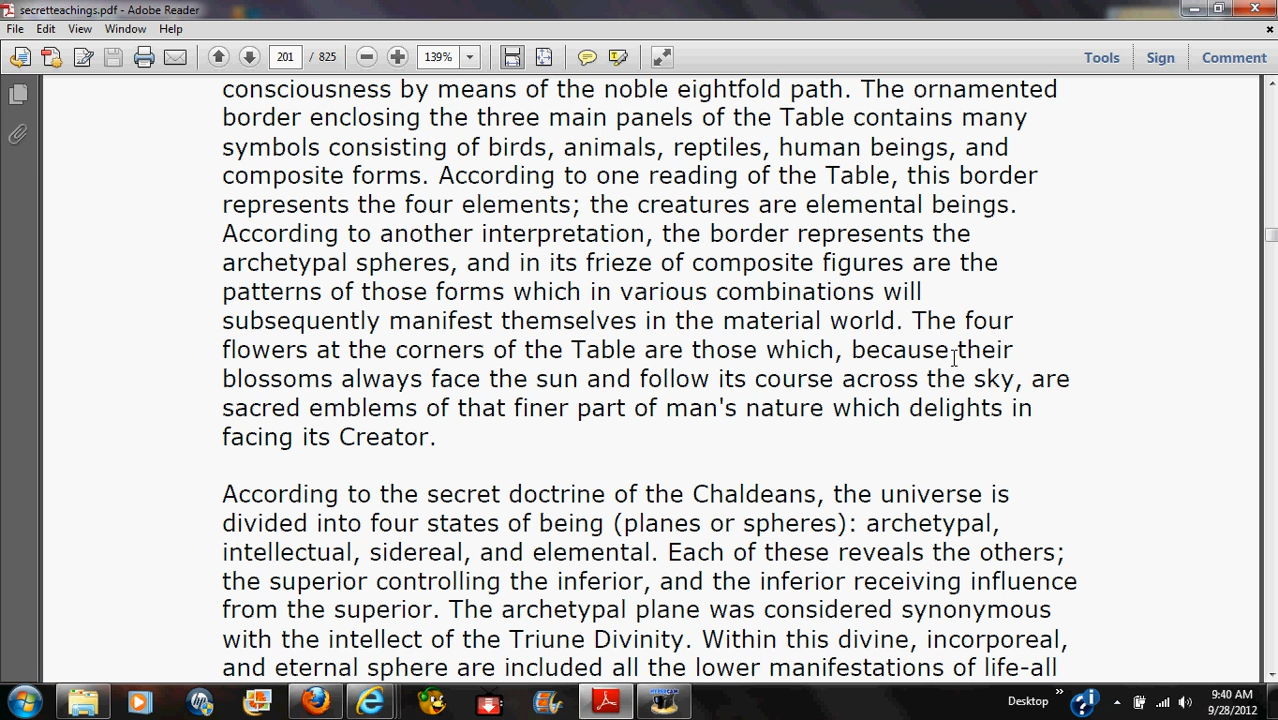 secretteachings.pdf - Adobe Reader
File Edit View Window Help
201 / 825 139% Tools Sign Comment
consciousness by means of the noble eightfold path. The ornamented
border enclosing the three main panels of the Table contains many
symbols consisting of birds, animals, reptiles, human beings, and
composite forms. According to one reading of the Table, this border
represents the four elements; the creatures are elemental beings.
According to another interpretation, the border represents the
archetypal spheres, and in its frieze of composite figures are the
patterns of those forms which in various combinations will
subsequently manifest themselves in the material world. The four
flowers at the corners of the Table are those which, because their
blossoms always face the sun and follow its course across the sky, are
sacred emblems of that finer part of man's nature which delights in
facing its Creator.
According to the secret doctrine of the Chaldeans, the universe is
divided into four states of being (planes or spheres): archetypal,
intellectual, sidereal, and elemental. Each of these reveals the others;
the superior controlling the inferior, and the inferior receiving influence
from the superior. The archetypal plane was considered synonymous
with the intellect of the Triune Divinity. Within this divine, incorporeal,
and eternal sphere are included all the lower manifestations of life-all
Desktop » 9:40 AM
9/28/2012